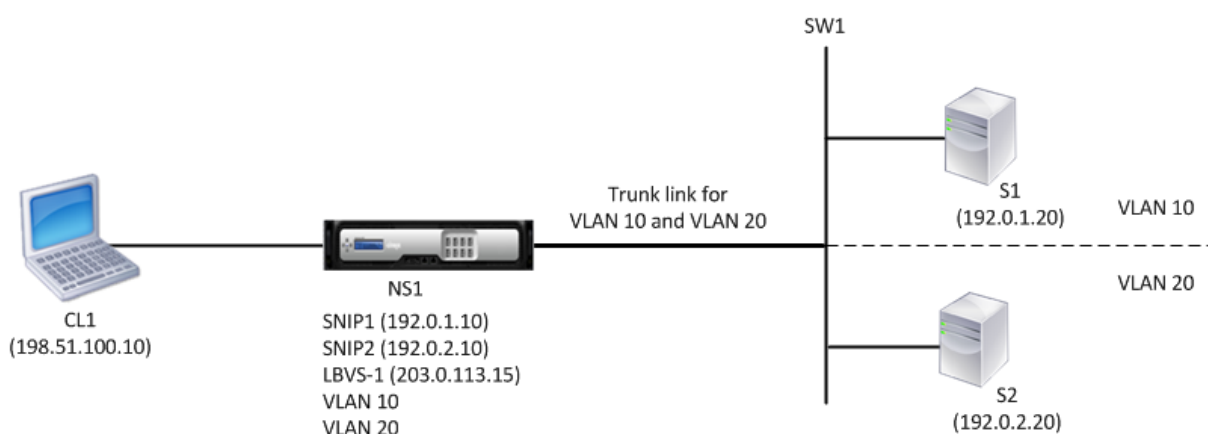 SW1
Trunk link for
VLAN 10 and VLAN 20
S1
(192.0.1.20)
VLAN 10
VLAN 20
CL1
(198.51.100.10)
NS1
SNIP1 (192.0.1.10)
SNIP2 (192.0.2.10)
LBVS-1 (203.0.113.15)
VLAN 10
VLAN 20
S2
(192.0.2.20)